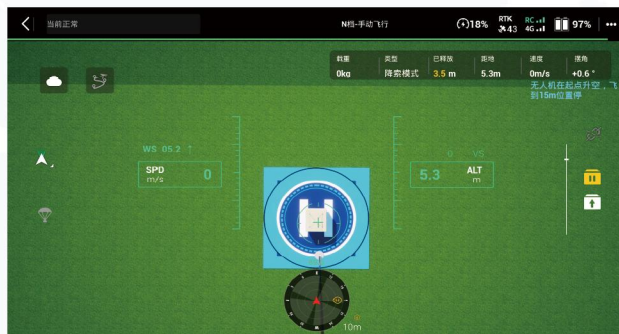 当前正常
N档-手动飞行
18%
RTK
43
RC
4G
97%
载重 类型 已释放 距地 速度 摆角
0kg 降索模式 3.5 m 5.3m 0m/s +0.6 °
无人机在起点升空，飞
到15m位置停
WS 05.2 ↑
SPD
m/s
0
0 VS
5.3
ALT
m
H
10m